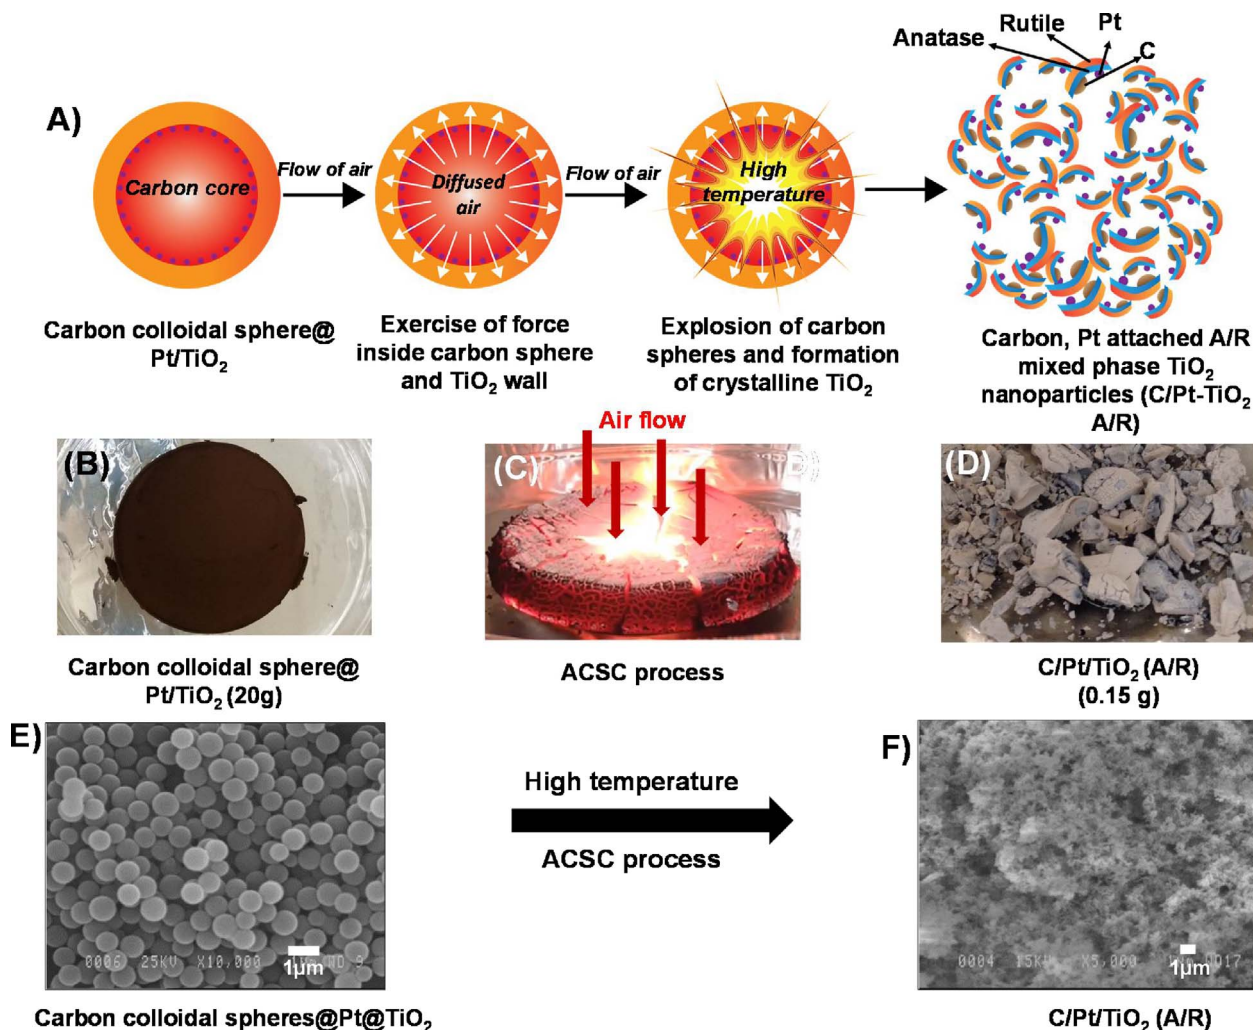 Rutile
Pt
Anatase
C
A)
Carbon core
Flow of air
Diffused
air
Flow of air
High
temperature
Carbon colloidal sphere@
Pt/TiO₂
Exercise of force
inside carbon sphere
and TiO₂ wall
Explosion of carbon
spheres and formation
of crystalline TiO₂
Carbon, Pt attached A/R
mixed phase TiO₂
nanoparticles (C/Pt-TiO₂
A/R)
Air flow
(B)
(C)
(D)
Carbon colloidal sphere@
Pt/TiO₂ (20g)
ACSC process
C/Pt/TiO₂ (A/R)
(0.15 g)
E)
F)
High temperature
ACSC process
0006 25KV X10,000
1µm
0004 15KV X5,000
1µm
Carbon colloidal spheres@Pt@TiO₂
C/Pt/TiO₂ (A/R)